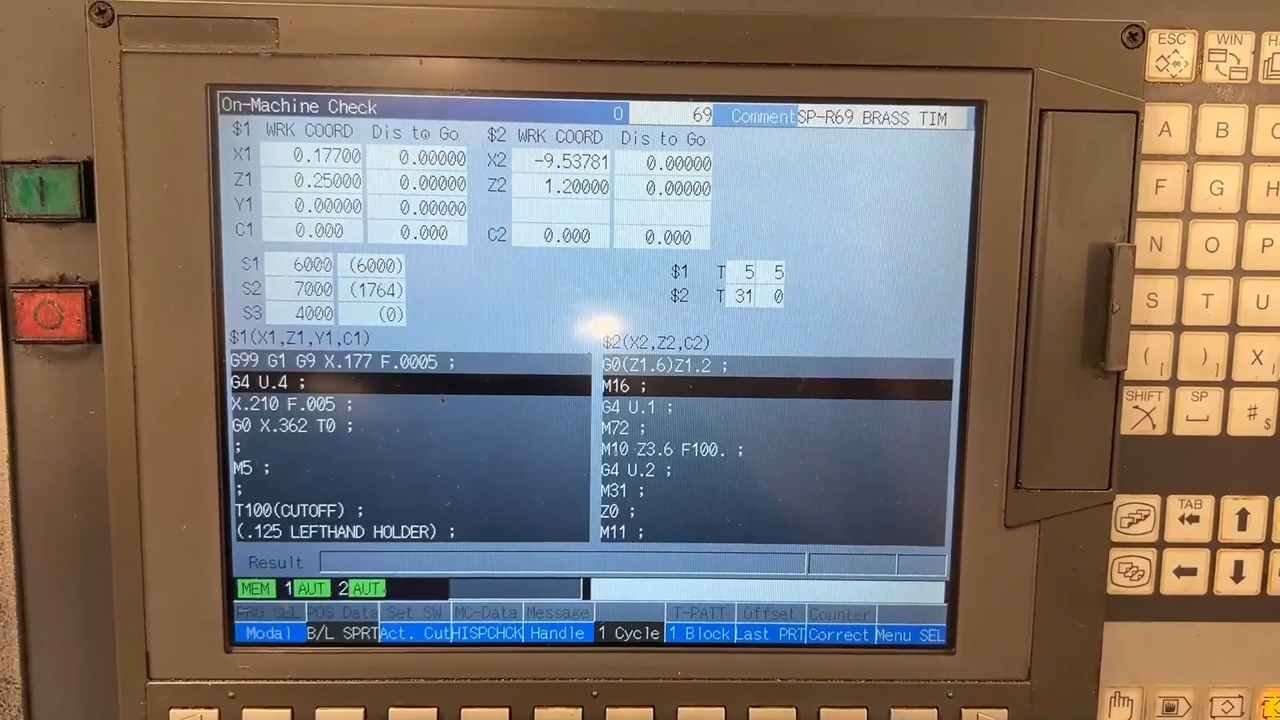 On-Machine Check O 69 Comment SP-R69 BRASS TIM
$1 WRK COORD Dis to Go $2 WRK COORD Dis to Go
X1 0.17700 0.00000 X2 -9.53781 0.00000
Z1 0.25000 0.00000 Z2 1.20000 0.00000
Y1 0.00000 0.00000
C1 0.000 0.000 C2 0.000 0.000
S1 6000 (6000) $1 T 5 5
S2 7000 (1764) $2 T 31 0
S3 4000 (0)
$1(X1,Z1,Y1,C1)
G99 G1 G9 X.177 F.0005 ;
G4 U.4 ;
X.210 F.005 ;
G0 X.362 T0 ;
;
M5 ;
;
T100(CUTOFF) ;
(.125 LEFTHAND HOLDER) ;
$2(X2,Z2,C2)
G0(Z1.6)Z1.2 ;
M16 ;
G4 U.1 ;
M72 ;
M10 Z3.6 F100. ;
G4 U.2 ;
M31 ;
Z0 ;
M11 ;
Result
MEM 1 AUT 2 AUT
PRG SEL POS Data Set SW MC-Data Message T-PATT Offset Counter
Modal B/L SPRT Act. Cut HISPCHCK Handle 1 Cycle 1 Block Last PRT Correct Menu SEL
ESC WIN
A B
F G H
N O P
S T U
( [ ) ] X
SHIFT SP # $
TAB